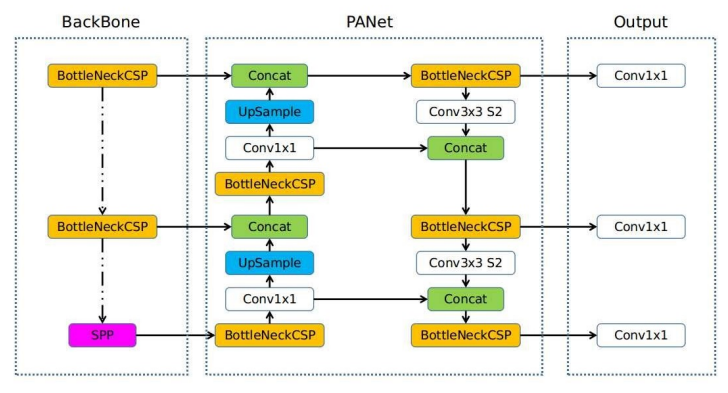 BackBone
PANet
Output
BottleNeckCSP
Concat
BottleNeckCSP
Conv1x1
UpSample
Conv3x3 S2
Conv1x1
Concat
BottleNeckCSP
BottleNeckCSP
Concat
BottleNeckCSP
Conv1x1
UpSample
Conv3x3 S2
Conv1x1
Concat
SPP
BottleNeckCSP
BottleNeckCSP
Conv1x1